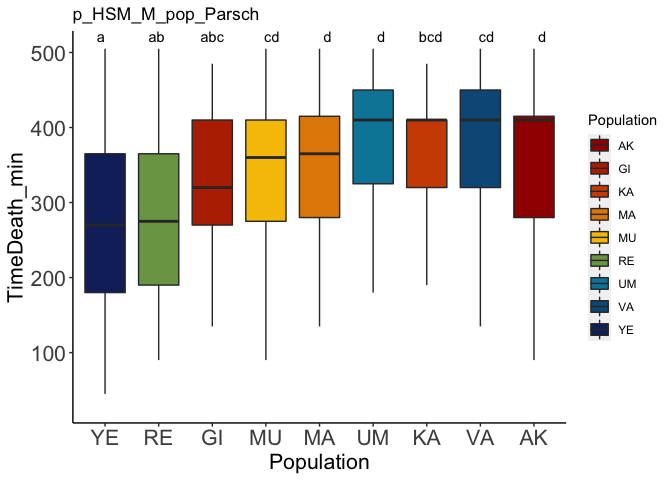 p_HSM_M_pop_Parsch
a ab abc cd d d bcd cd d
500
400
300
200
100
TimeDeath_min
YE RE GI MU MA UM KA VA AK
Population
Population
AK
GI
KA
MA
MU
RE
UM
VA
YE